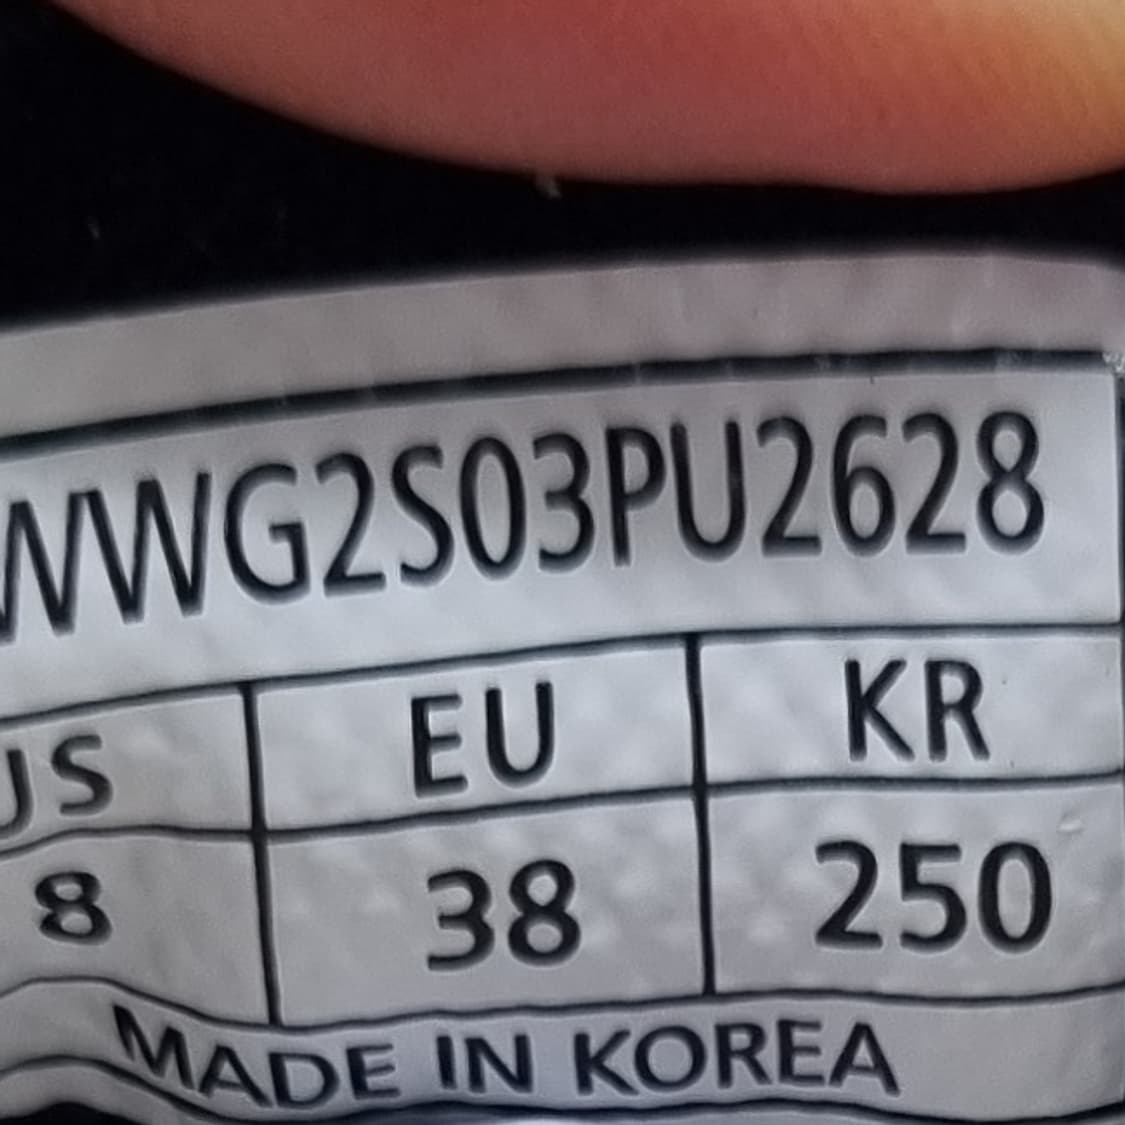 WWG2S03PU2628
US EU KR
8 38 250
MADE IN KOREA